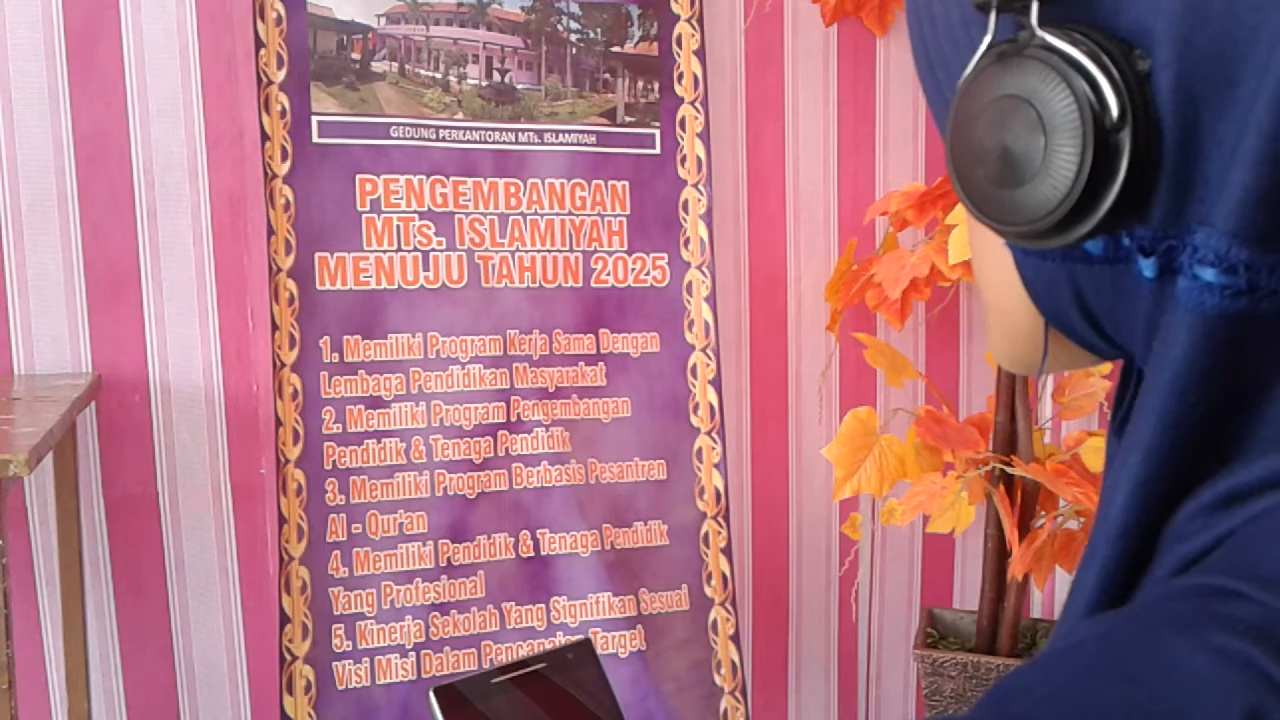 GEDUNG PERKANTORAN MTs. ISLAMIYAH
PENGEMBANGAN
MTs. ISLAMIYAH
MENUJU TAHUN 2025
1. Memiliki Program Kerja Sama Dengan
Lembaga Pendidikan Masyarakat
2. Memiliki Program Pengembangan
Pendidik & Tenaga Pendidik
3. Memiliki Program Berbasis Pesantren
Al - Qur'an
4. Memiliki Pendidik & Tenaga Pendidik
Yang Profesional
5. Kinerja Sekolah Yang Signifikan Sesuai
Visi Misi Dalam Pencapaian Target